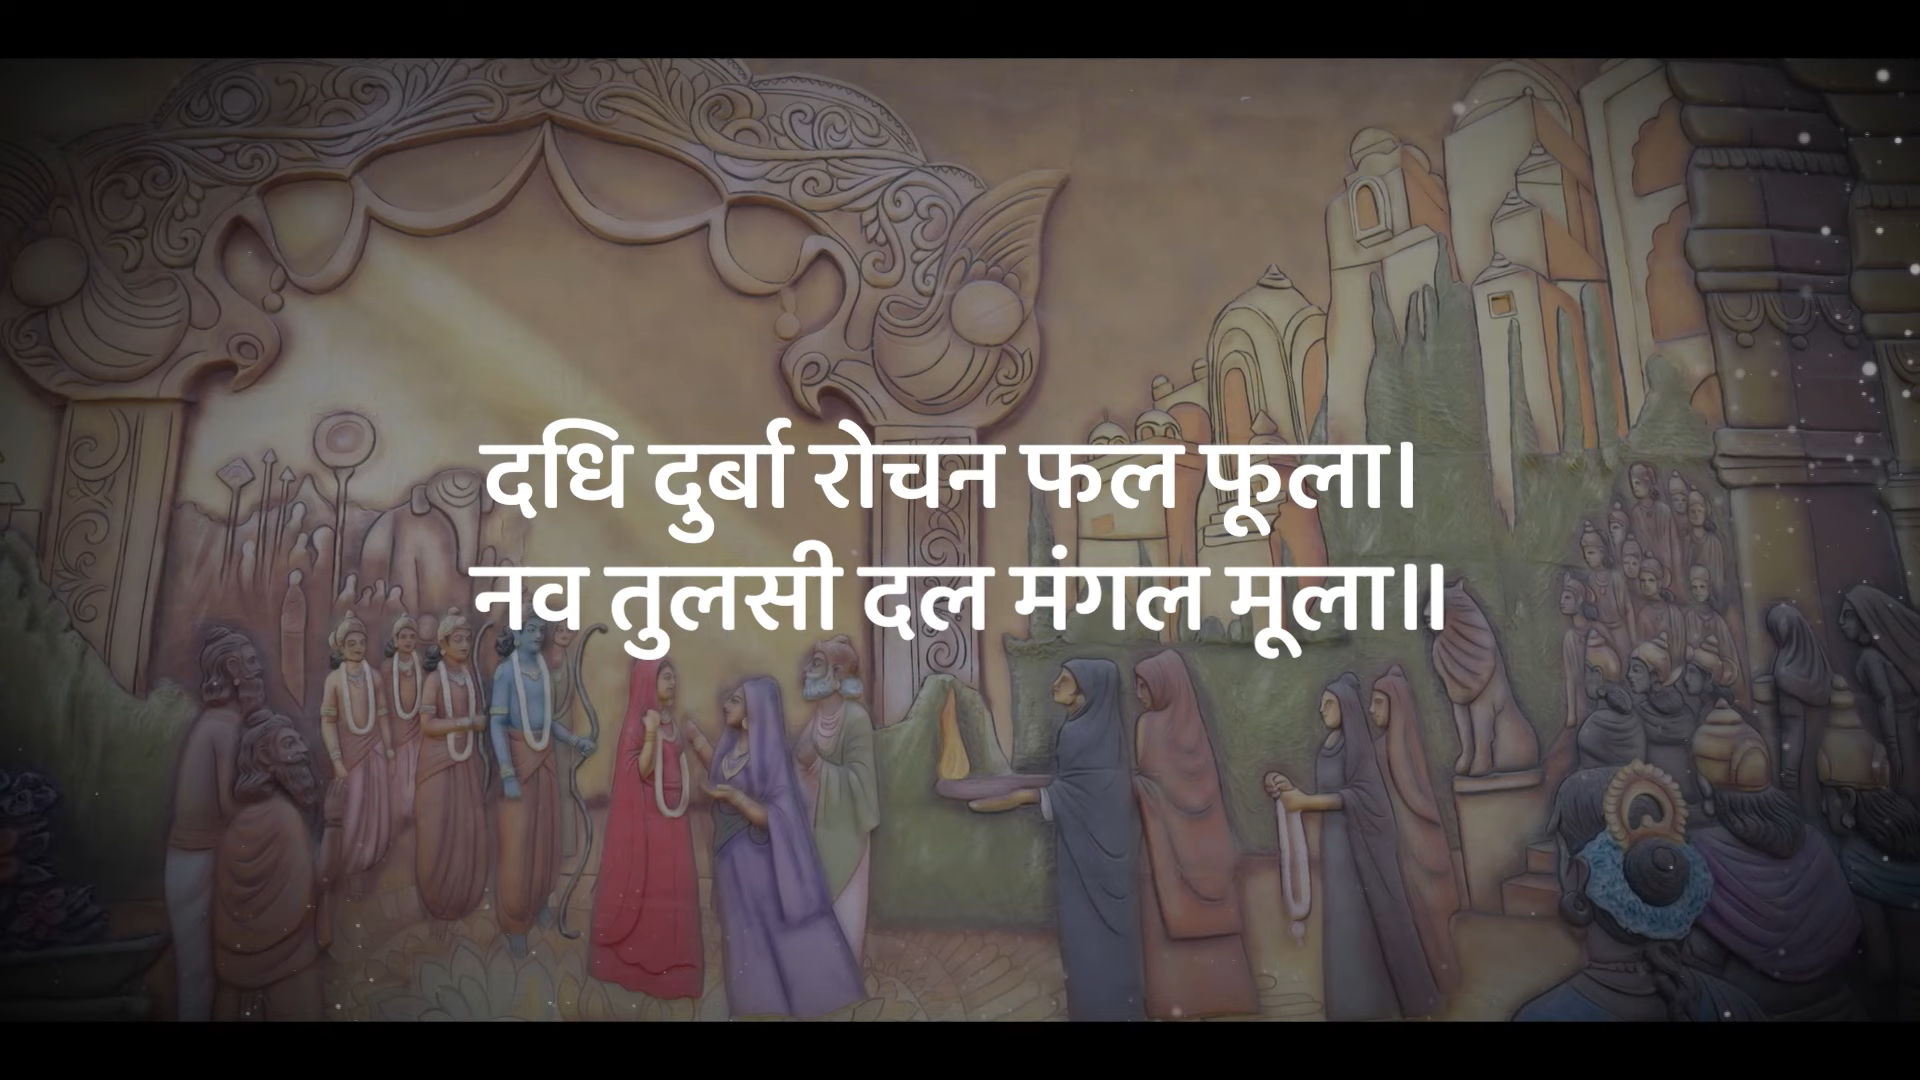 दधि दुर्बा रोचन फल फूला।
नव तुलसी दल मंगल मूला॥